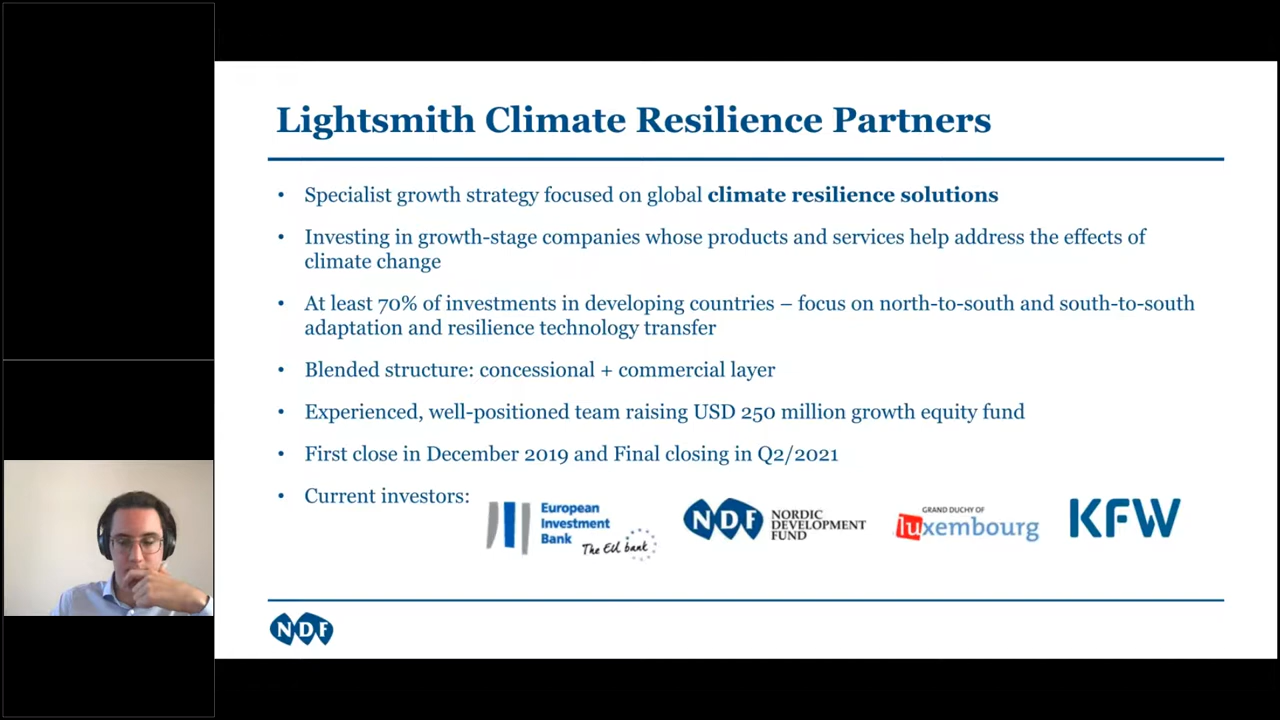 Lightsmith Climate Resilience Partners
• Specialist growth strategy focused on global climate resilience solutions
• Investing in growth-stage companies whose products and services help address the effects of
climate change
• At least 70% of investments in developing countries – focus on north-to-south and south-to-south
adaptation and resilience technology transfer
• Blended structure: concessional + commercial layer
• Experienced, well-positioned team raising USD 250 million growth equity fund
• First close in December 2019 and Final closing in Q2/2021
• Current investors:
European
Investment
Bank
The EU bank
NDF
NORDIC
DEVELOPMENT
FUND
GRAND DUCHY OF
luxembourg
KFW
NDF